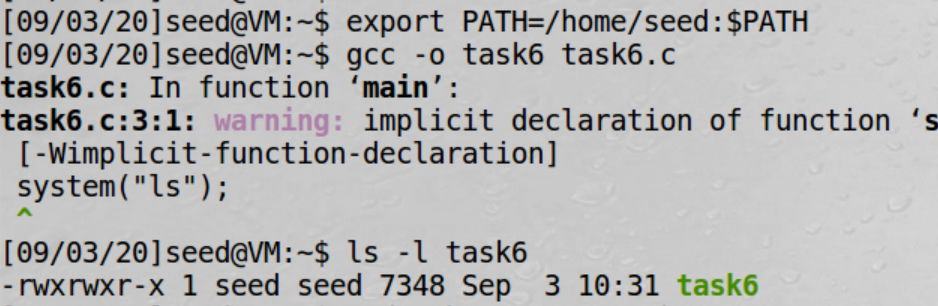 [09/03/20]seed@VM:~$ export PATH=/home/seed:$PATH
[09/03/20]seed@VM:~$ gcc -o task6 task6.c
task6.c: In function ‘main’:
task6.c:3:1: warning: implicit declaration of function ‘s
 [-Wimplicit-function-declaration]
 system("ls");
 ^
[09/03/20]seed@VM:~$ ls -l task6
-rwxrwxr-x 1 seed seed 7348 Sep  3 10:31 task6